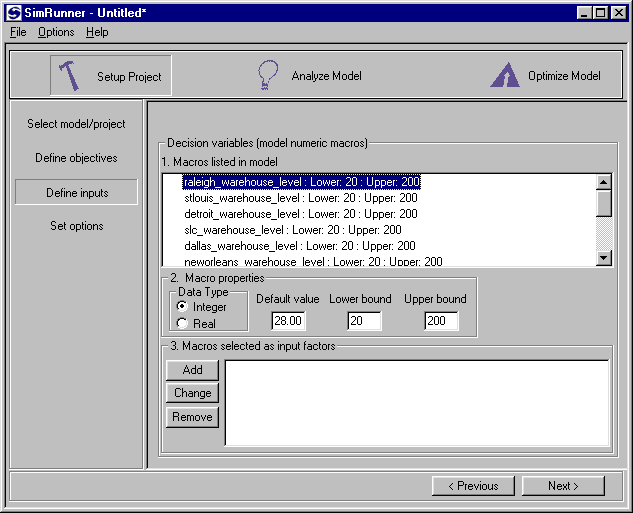 SimRunner - Untitled*
File Options Help
Setup Project
Analyze Model
Optimize Model
Select model/project
Define objectives
Define inputs
Set options
Decision variables (model numeric macros)
1. Macros listed in model
raleigh_warehouse_level : Lower: 20 : Upper: 200
stlouis_warehouse_level : Lower: 20 : Upper: 200
detroit_warehouse_level : Lower: 20 : Upper: 200
slc_warehouse_level : Lower: 20 : Upper: 200
dallas_warehouse_level : Lower: 20 : Upper: 200
neworleans_warehouse_level : Lower: 20 : Upper: 200
2. Macro properties
Data Type
Integer
Real
Default value
28.00
Lower bound
20
Upper bound
200
3. Macros selected as input factors
Add
Change
Remove
< Previous
Next >